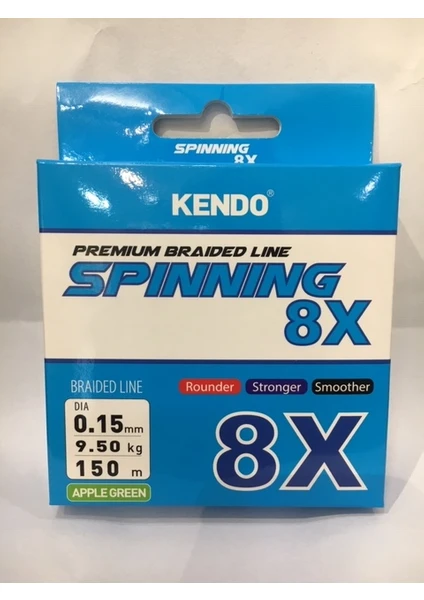 SPINNING
8X
KENDO®
PREMIUM BRAIDED LINE
SPINNING
8X
BRAIDED LINE
Rounder Stronger Smoother
DIA
0.15mm
9.50 kg
150 m
APPLE GREEN
8X